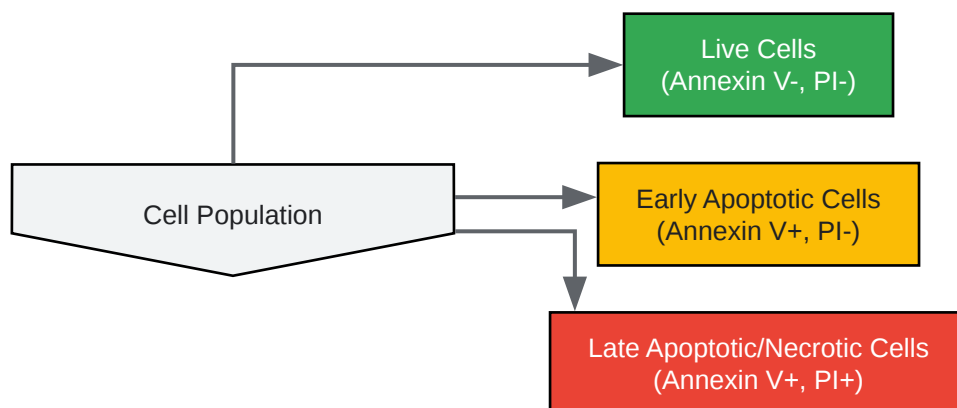 Live Cells
(Annexin V-, PI-)
Cell Population
Early Apoptotic Cells
(Annexin V+, PI-)
Late Apoptotic/Necrotic Cells
(Annexin V+, PI+)